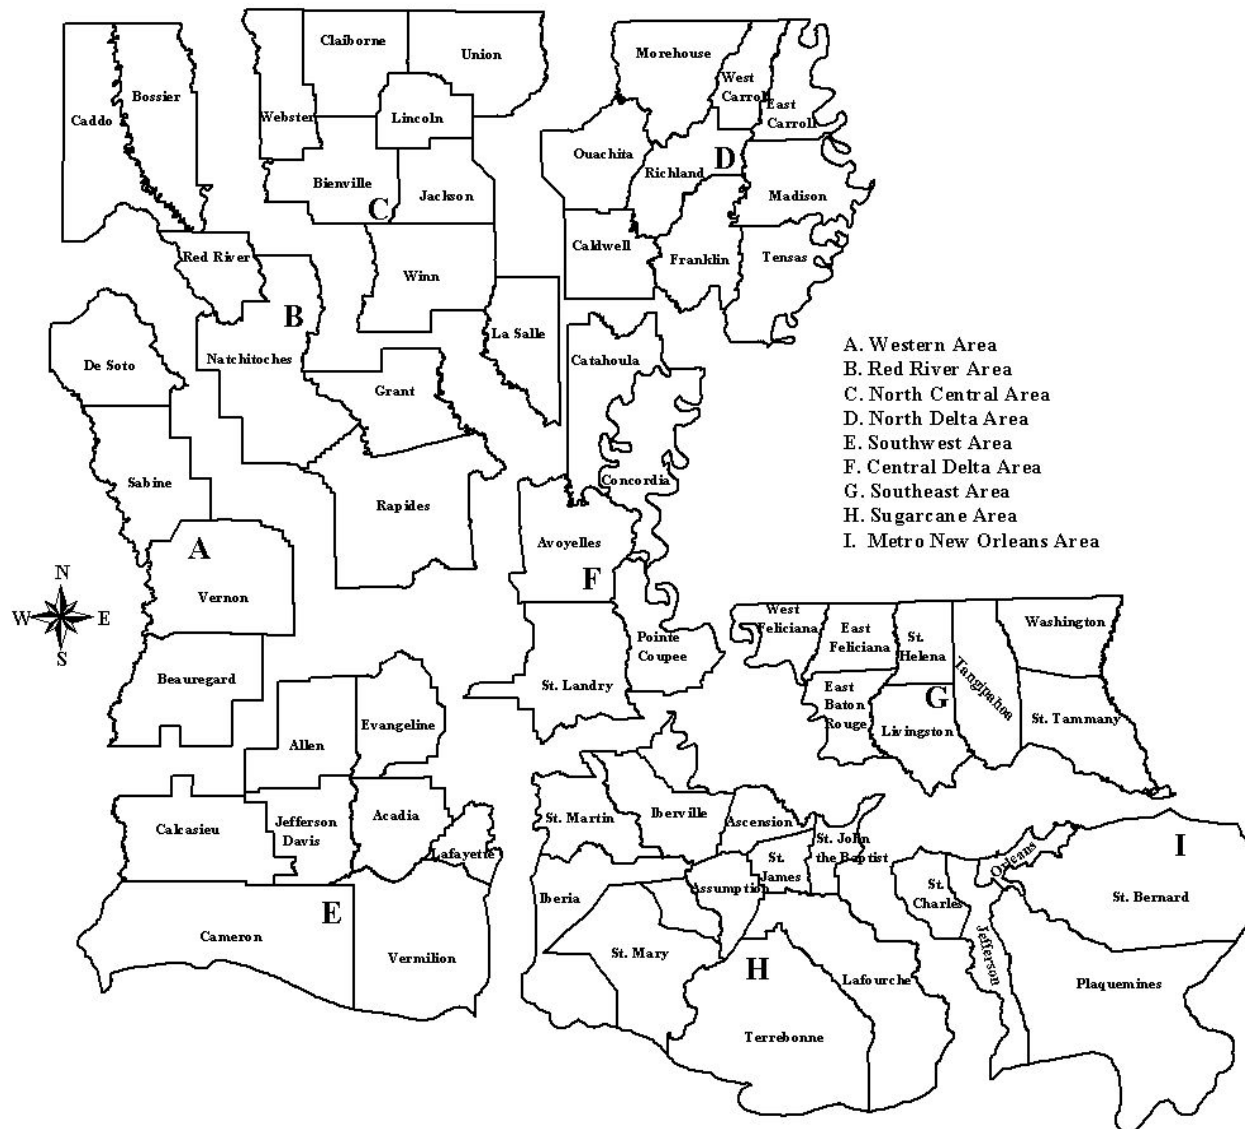 Claiborne
Union
Morehouse
West
Carroll
East
Carroll
Bossier
Caddo
Webster
Lincoln
Ouachita
Richland
D
Bienville
C
Jackson
Madison
Red River
Winn
Caldwell
Franklin
Tensas
B
La Salle
Natchitoches
De Soto
Grant
Catahoula
A. Western Area
B. Red River Area
C. North Central Area
D. North Delta Area
E. Southwest Area
F. Central Delta Area
G. Southeast Area
H. Sugarcane Area
I. Metro New Orleans Area
Sabine
Rapides
Concordia
A
Avoyelles
F
N
W
E
S
Vernon
Beauregard
Pointe
Coupee
St. Landry
West
Feliciana
East
Feliciana
St.
Helena
Tangipahoa
Washington
East
Baton
Rouge
G
Livingston
St. Tammany
Evangeline
Allen
Calcasieu
Jefferson
Davis
Acadia
Lafayette
St. Martin
Iberville
Ascension
St. John
the Baptist
St.
James
Assumption
Iberia
St. Mary
H
Lafourche
Terrebonne
E
Cameron
Vermilion
Orleans
I
St.
Charles
St. Bernard
Jefferson
Plaquemines